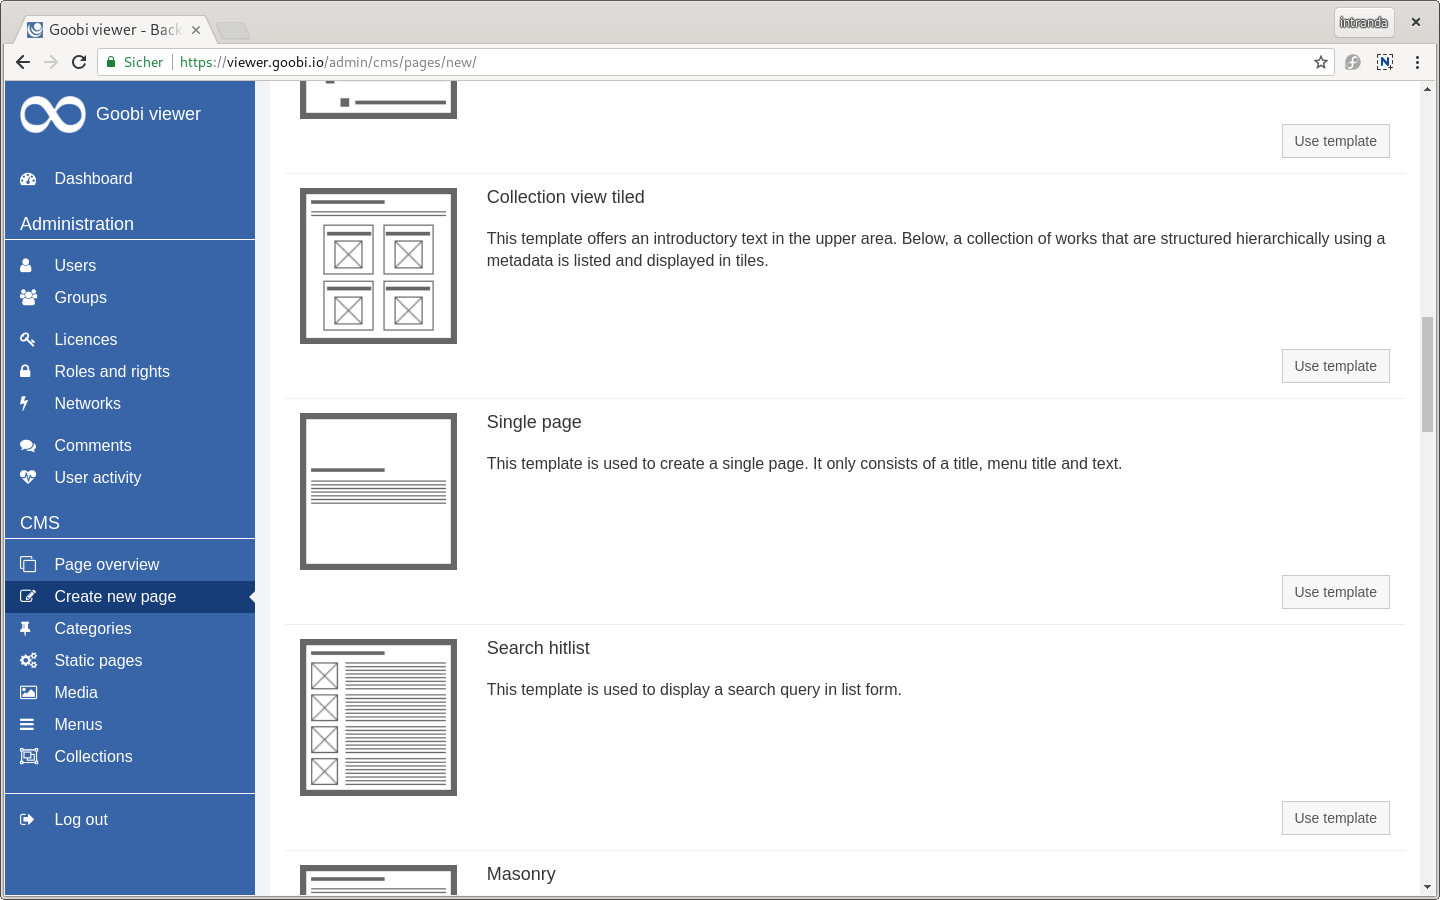 Goobi viewer - Back
intranda
Sicher
https://viewer.goobi.io/admin/cms/pages/new/
Goobi viewer
Dashboard
Administration
Users
Groups
Licences
Roles and rights
Networks
Comments
User activity
CMS
Page overview
Create new page
Categories
Static pages
Media
Menus
Collections
Log out
Use template
Collection view tiled
This template offers an introductory text in the upper area. Below, a collection of works that are structured hierarchically using a
metadata is listed and displayed in tiles.
Use template
Single page
This template is used to create a single page. It only consists of a title, menu title and text.
Use template
Search hitlist
This template is used to display a search query in list form.
Use template
Masonry